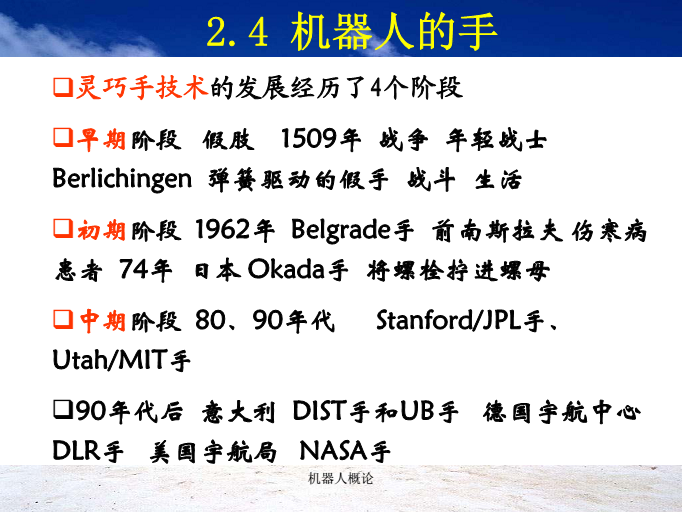 2.4 机器人的手
❑灵巧手技术的发展经历了4个阶段
❑早期阶段 假肢 1509年 战争 年轻战士
Berlichingen 弹簧驱动的假手 战斗 生活
❑初期阶段 1962年 Belgrade手 前南斯拉夫 伤寒病
患者 74年 日本 Okada手 将螺栓拧进螺母
❑中期阶段 80、90年代 Stanford/JPL手、
Utah/MIT手
❑90年代后 意大利 DIST手和UB手 德国宇航中心
DLR手 美国宇航局 NASA手
机器人概论